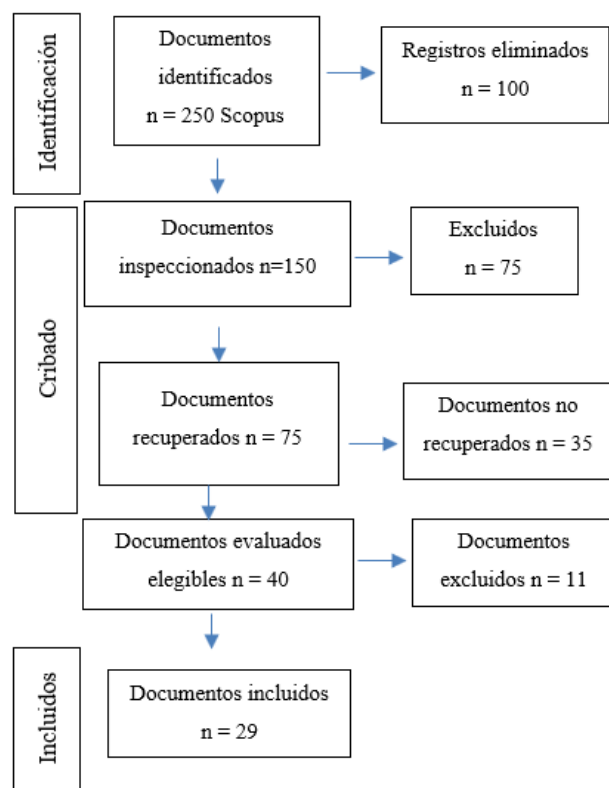 Identificación
Documentos
identificados
n = 250 Scopus
Registros eliminados
n = 100
Cribado
Documentos
inspeccionados n=150
Excluidos
n = 75
Documentos
recuperados n = 75
Documentos no
recuperados n = 35
Documentos evaluados
elegibles n = 40
Documentos
excluidos n = 11
Incluidos
Documentos incluidos
n = 29